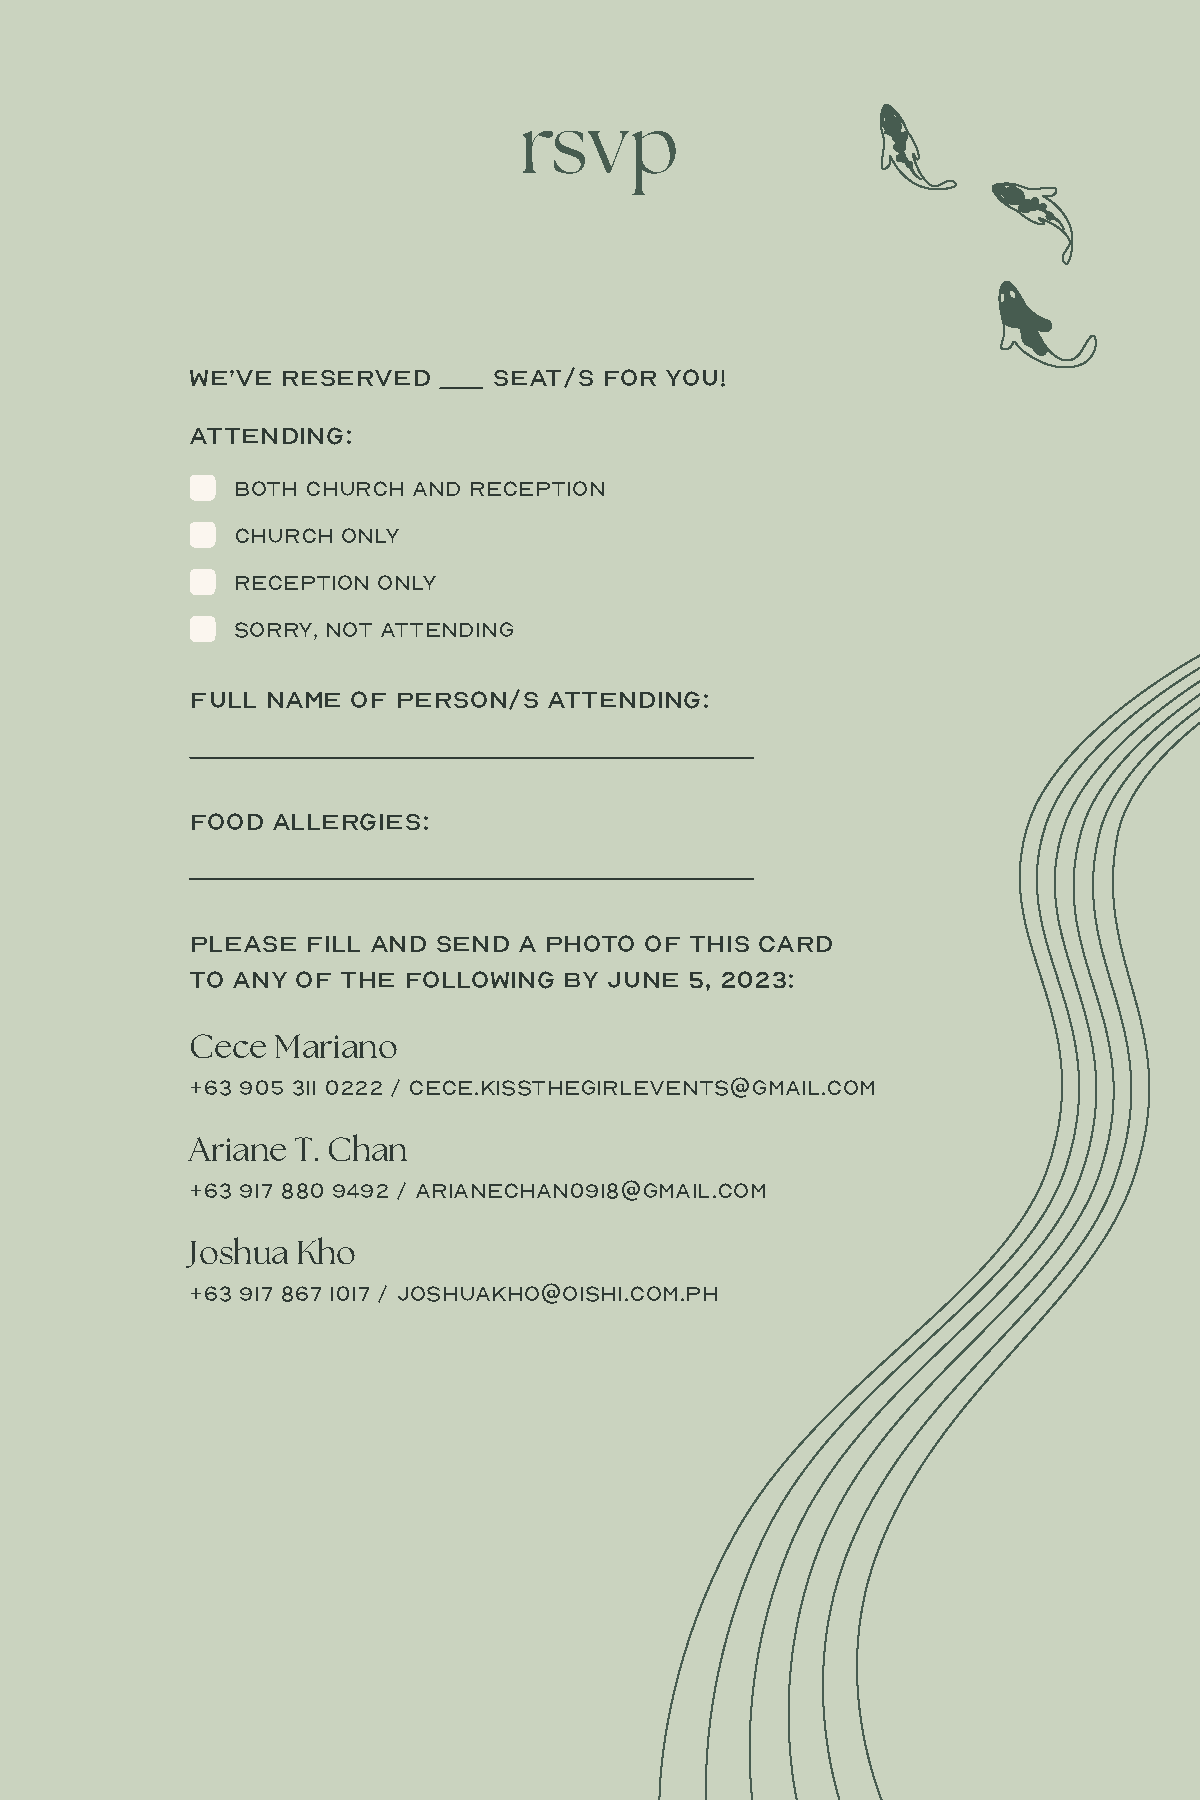 rsvp
WE'VE RESERVED ___ SEAT/S FOR YOU!
ATTENDING:
BOTH CHURCH AND RECEPTION
CHURCH ONLY
RECEPTION ONLY
SORRY, NOT ATTENDING
FULL NAME OF PERSON/S ATTENDING:
FOOD ALLERGIES:
PLEASE FILL AND SEND A PHOTO OF THIS CARD
TO ANY OF THE FOLLOWING BY JUNE 5, 2023:
Cece Mariano
+63 905 311 0222 / CECE.KISSTHEGIRLEVENTS@GMAIL.COM
Ariane T. Chan
+63 917 880 9492 / ARIANECHAN0918@GMAIL.COM
Joshua Kho
+63 917 867 1017 / JOSHUAKHO@OISHI.COM.PH